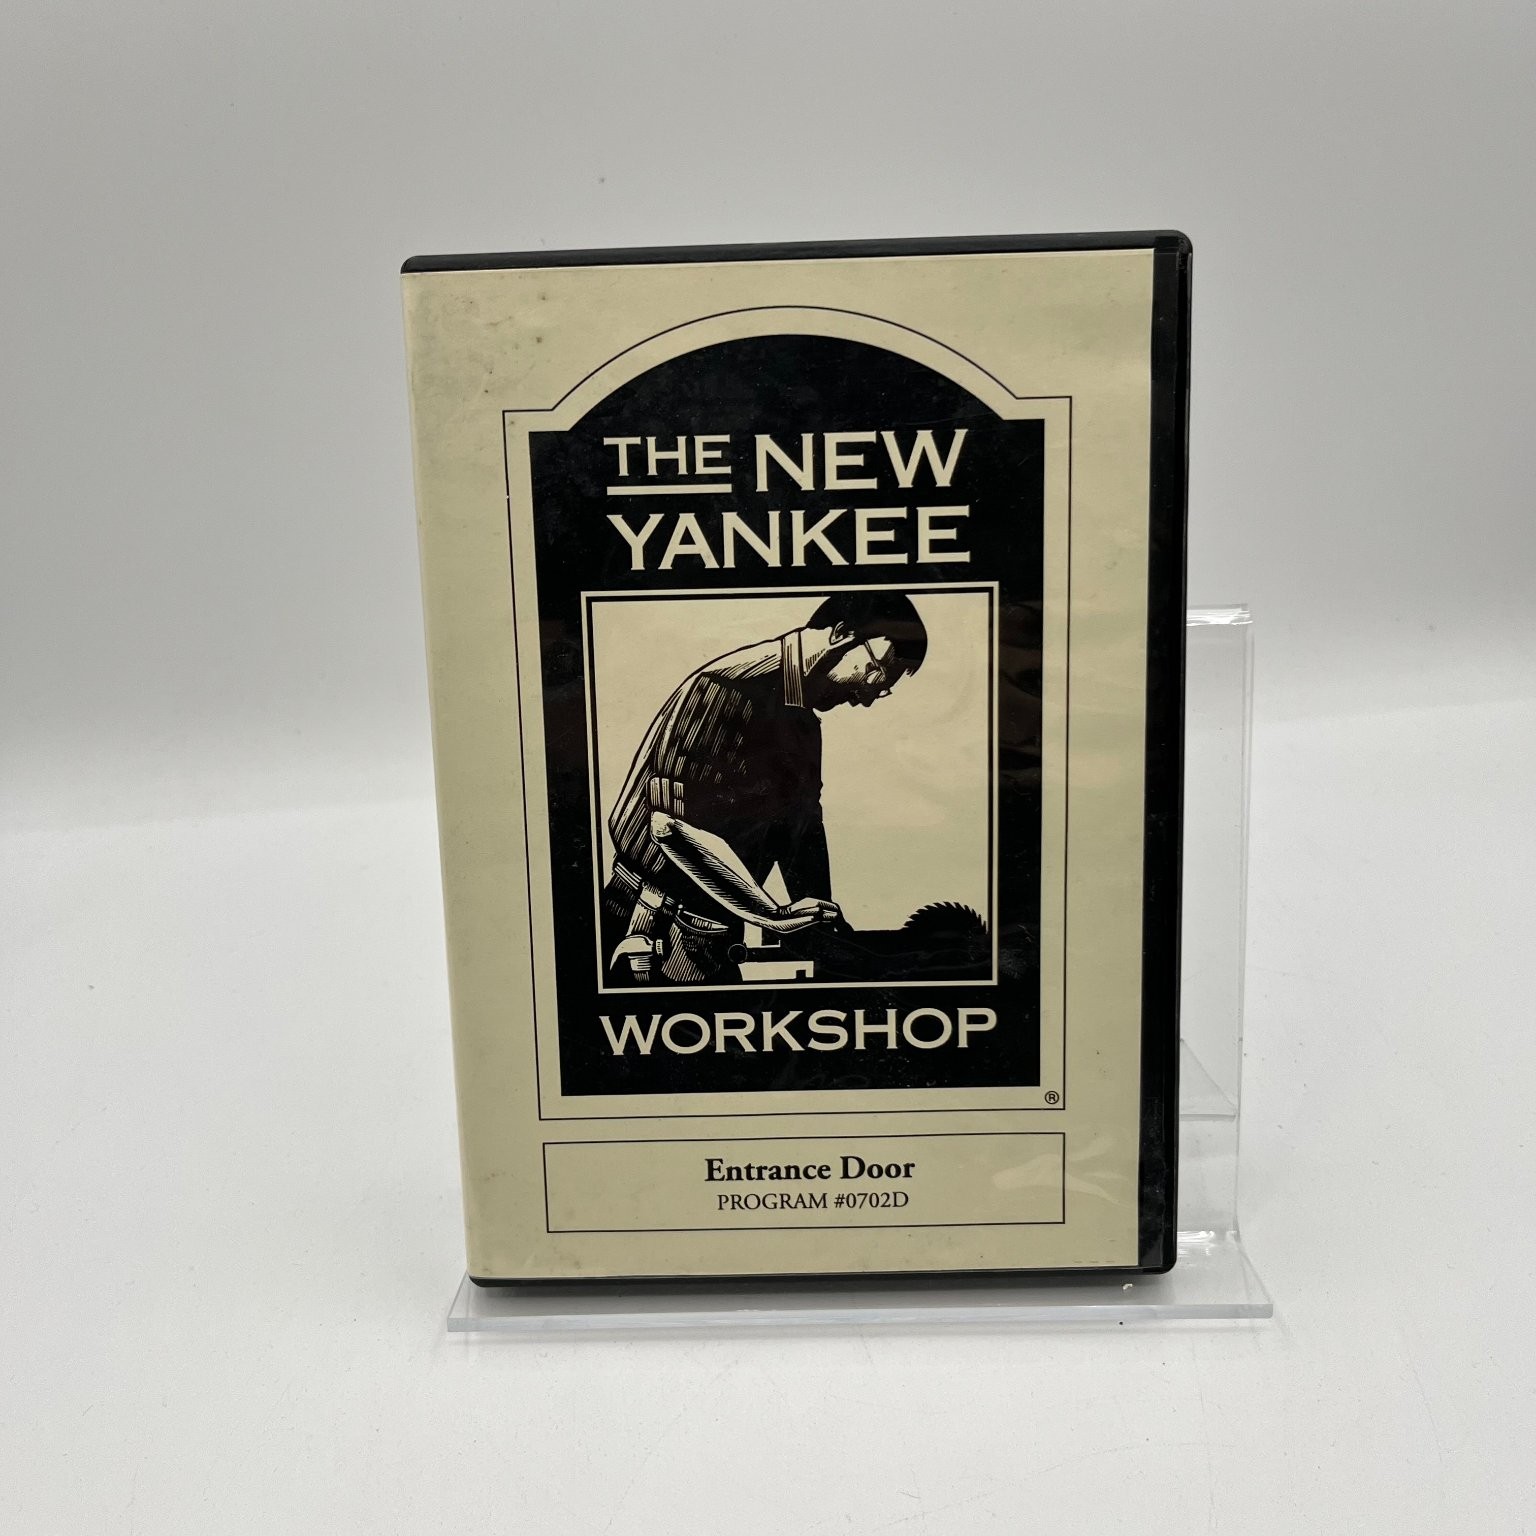 THE NEW
YANKEE
WORKSHOP
®
Entrance Door
PROGRAM #0702D